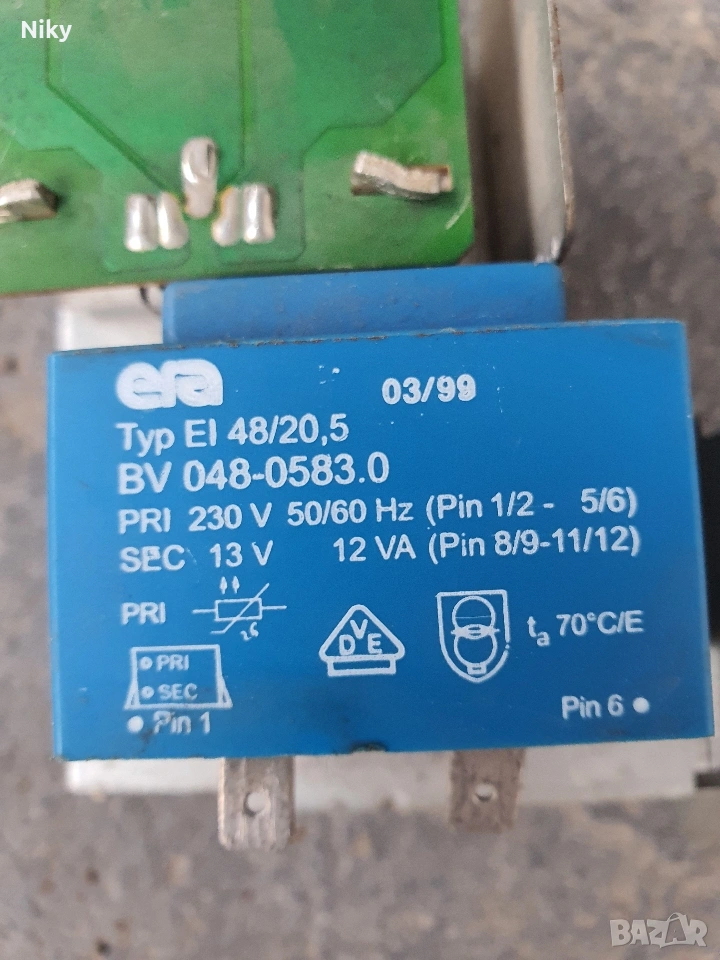 Niky
era 03/99
Typ EI 48/20,5
BV 048-0583.0
PRI 230 V 50/60 Hz (Pin 1/2 - 5/6)
SEC 13 V 12 VA (Pin 8/9-11/12)
PRI
VDE
ta 70°C/E
PRI
SEC
Pin 1
Pin 6
BAZAR